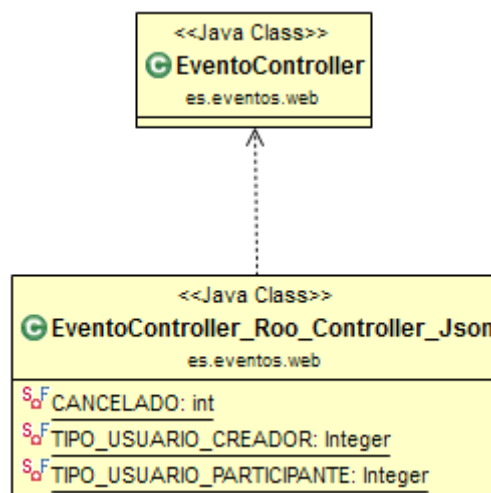 <<Java Class>>
EventoController
es.eventos.web
<<Java Class>>
EventoController_Roo_Controller_Json
es.eventos.web
CANCELADO: int
TIPO_USUARIO_CREADOR: Integer
TIPO_USUARIO_PARTICIPANTE: Integer